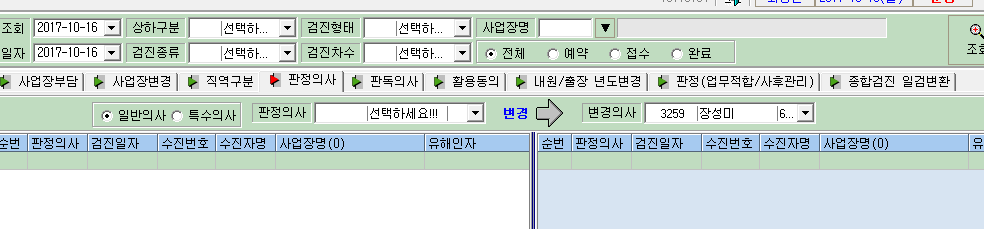 조회 2017-10-16 상하구분 |선택하... 검진형태 |선택하... 사업장명
일자 2017-10-16 검진종류 |선택하... 검진차수 |선택하... 전체 예약 접수 완료 조회
사업장부담 사업장변경 직역구분 판정의사 판독의사 활용동의 내원/출장 년도변경 판정(업무적합/사후관리) 종합검진 일검변환
일반의사 특수의사 판정의사 |선택하세요!!! 변경 변경의사 3259 |장성미 |6...
순번 판정의사 검진일자 수진번호 수진자명 사업장명(0) 유해인자 순번 판정의사 검진일자 수진번호 수진자명 사업장명(0) 유